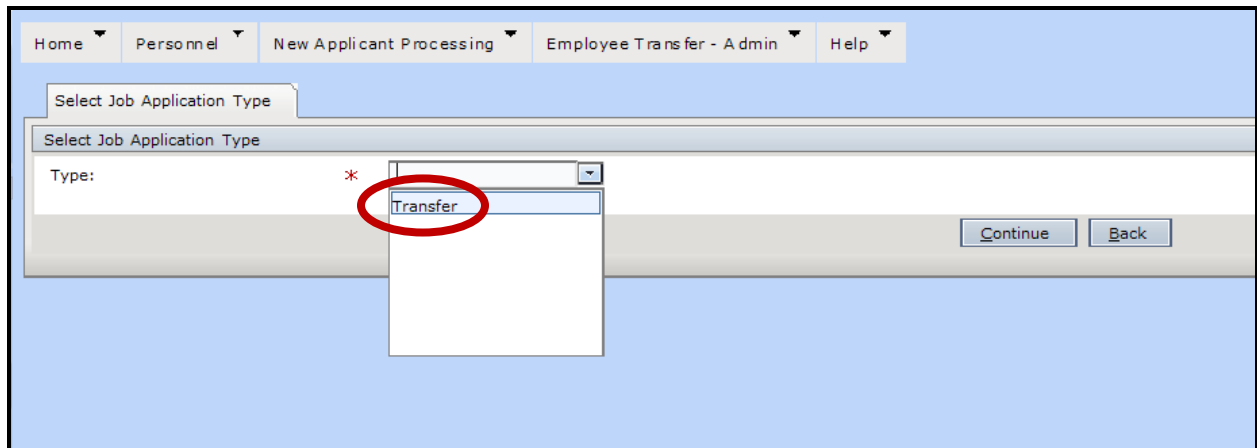 Home Personnel New Applicant Processing Employee Transfer - Admin Help
Select Job Application Type
Select Job Application Type
Type: *
Transfer
Continue Back